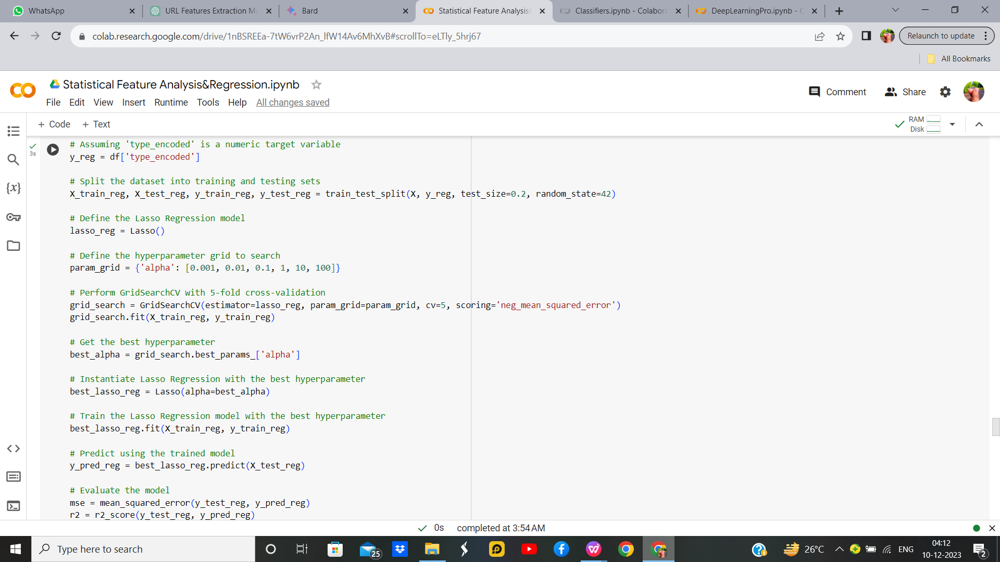 WhatsApp
URL Features Extraction Mo
Bard
Statistical Feature Analysis&
Classifiers.ipynb - Colabora
DeepLearningPro.ipynb - C
colab.research.google.com/drive/1nBSREEa-7tW6vrP2An_lfW14Av6MhXvB#scrollTo=eLTly_5hrj67
Relaunch to update
All Bookmarks
Statistical Feature Analysis&Regression.ipynb
Comment
Share
File Edit View Insert Runtime Tools Help All changes saved
+ Code + Text
RAM
Disk
3s
# Assuming 'type_encoded' is a numeric target variable
y_reg = df['type_encoded']
# Split the dataset into training and testing sets
X_train_reg, X_test_reg, y_train_reg, y_test_reg = train_test_split(X, y_reg, test_size=0.2, random_state=42)
# Define the Lasso Regression model
lasso_reg = Lasso()
# Define the hyperparameter grid to search
param_grid = {'alpha': [0.001, 0.01, 0.1, 1, 10, 100]}
# Perform GridSearchCV with 5-fold cross-validation
grid_search = GridSearchCV(estimator=lasso_reg, param_grid=param_grid, cv=5, scoring='neg_mean_squared_error')
grid_search.fit(X_train_reg, y_train_reg)
# Get the best hyperparameter
best_alpha = grid_search.best_params_['alpha']
# Instantiate Lasso Regression with the best hyperparameter
best_lasso_reg = Lasso(alpha=best_alpha)
# Train the Lasso Regression model with the best hyperparameter
best_lasso_reg.fit(X_train_reg, y_train_reg)
# Predict using the trained model
y_pred_reg = best_lasso_reg.predict(X_test_reg)
# Evaluate the model
mse = mean_squared_error(y_test_reg, y_pred_reg)
r2 = r2_score(y_test_reg, y_pred_reg)
0s completed at 3:54 AM
Type here to search
25
26°C
ENG
04:12
10-12-2023
2